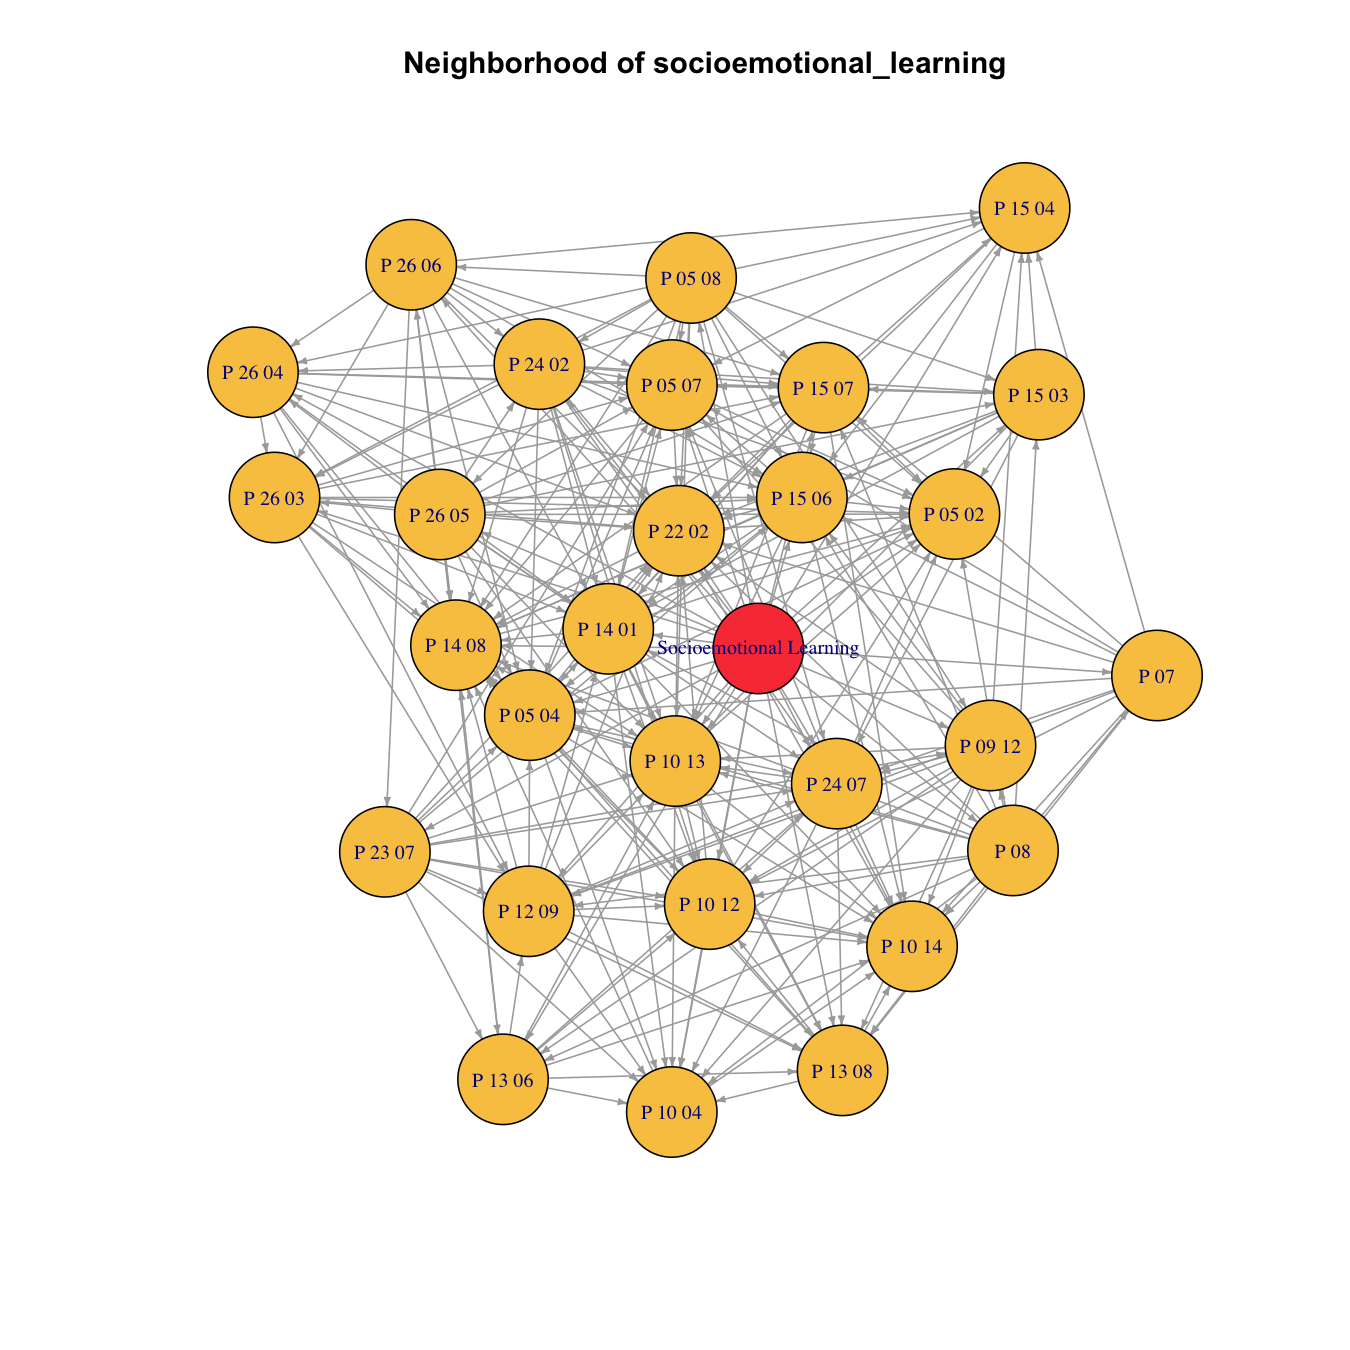 Neighborhood of socioemotional_learning
P 15 04
P 26 06
P 05 08
P 24 02
P 26 04
P 05 07
P 15 07
P 15 03
P 26 03
P 26 05
P 15 06
P 05 02
P 22 02
P 14 01
P 14 08
Socioemotional Learning
P 07
P 05 04
P 09 12
P 10 13
P 24 07
P 23 07
P 08
P 12 09
P 10 12
P 10 14
P 13 06
P 13 08
P 10 04